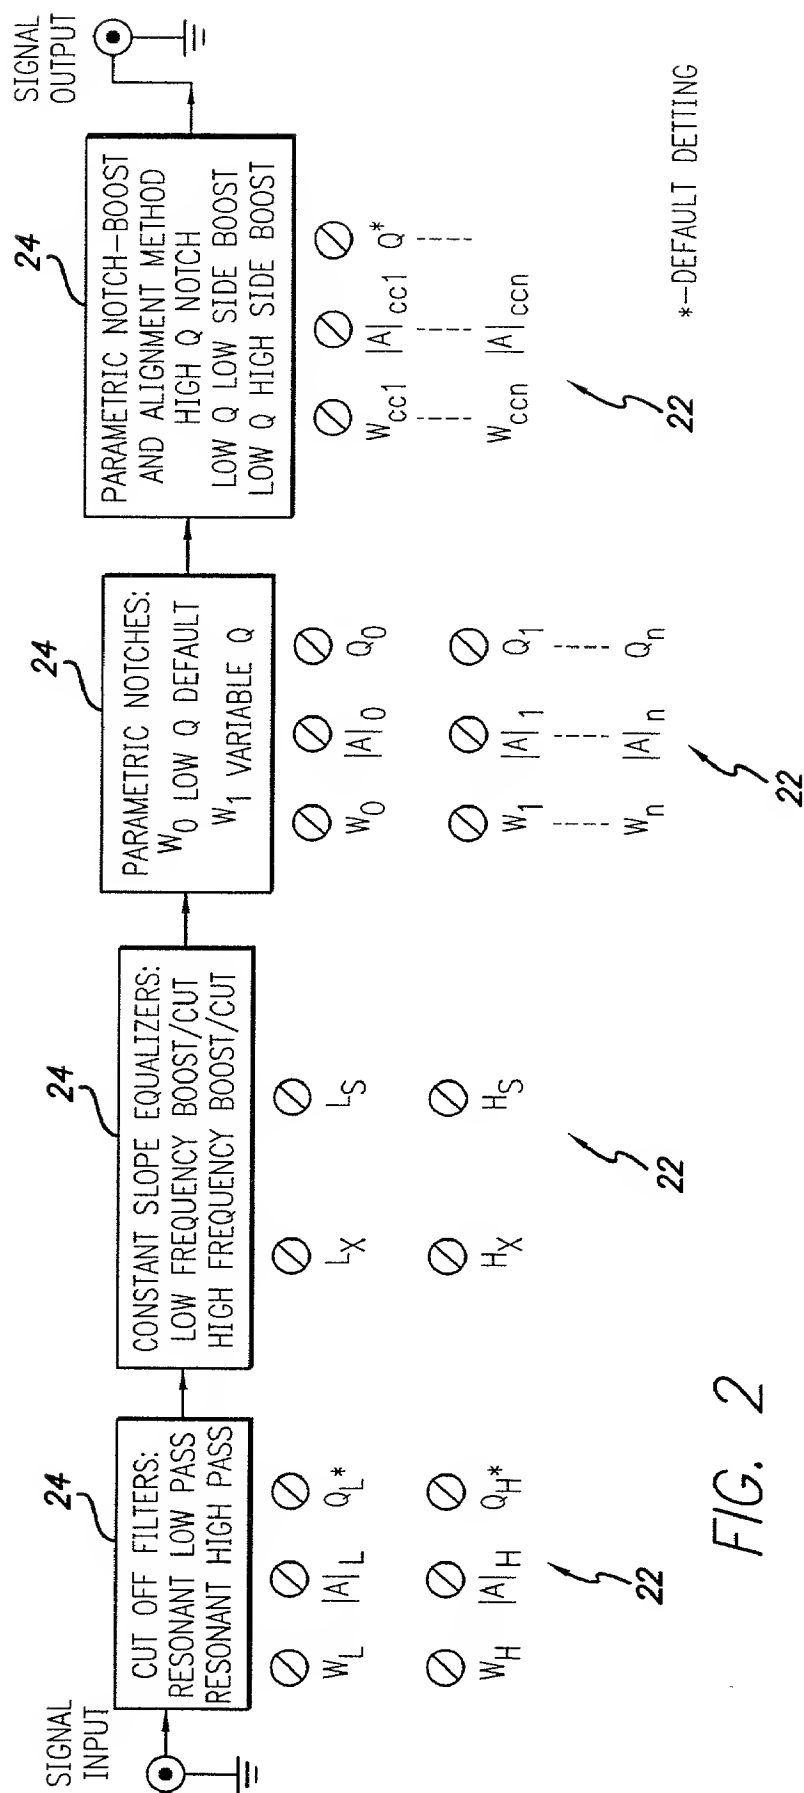 SIGNAL
INPUT
24
CUT OFF FILTERS:
RESONANT LOW PASS
RESONANT HIGH PASS
W_L |A|_L Q_L*
W_H |A|_H Q_H*
22
24
CONSTANT SLOPE EQUALIZERS:
LOW FREQUENCY BOOST/CUT
HIGH FREQUENCY BOOST/CUT
L_X L_S
H_X H_S
22
24
PARAMETRIC NOTCHES:
W_0 LOW Q DEFAULT
W_1 VARIABLE Q
W_0 |A|_0 Q_0
W_1 |A|_1 Q_1
W_n |A|_n Q_n
22
24
PARAMETRIC NOTCH-BOOST
AND ALIGNMENT METHOD
HIGH Q NOTCH
LOW Q LOW SIDE BOOST
LOW Q HIGH SIDE BOOST
W_cc1 |A|_cc1 Q*
W_ccn |A|_ccn
22
SIGNAL
OUTPUT
*-DEFAULT DETTING
FIG. 2